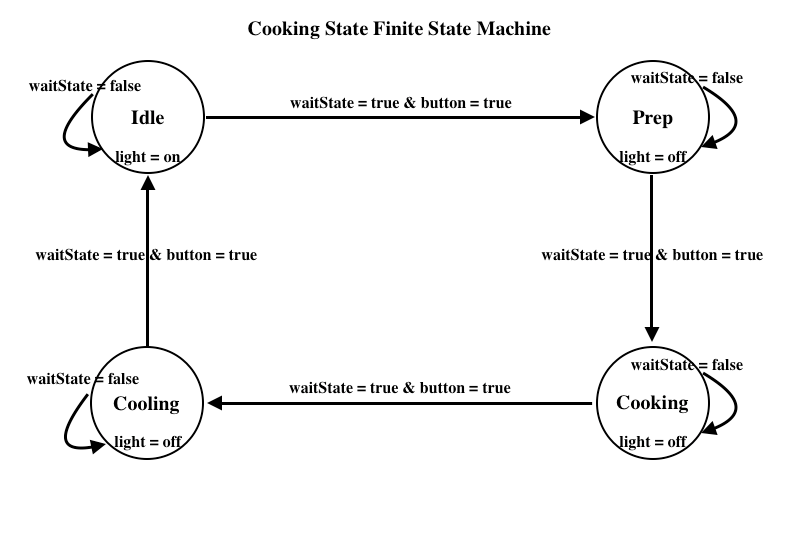 Cooking State Finite State Machine
waitState = false
waitState = true & button = true
waitState = false
Idle
Prep
light = on
light = off
waitState = true & button = true
waitState = true & button = true
waitState = false
waitState = true & button = true
waitState = false
Cooling
Cooking
light = off
light = off